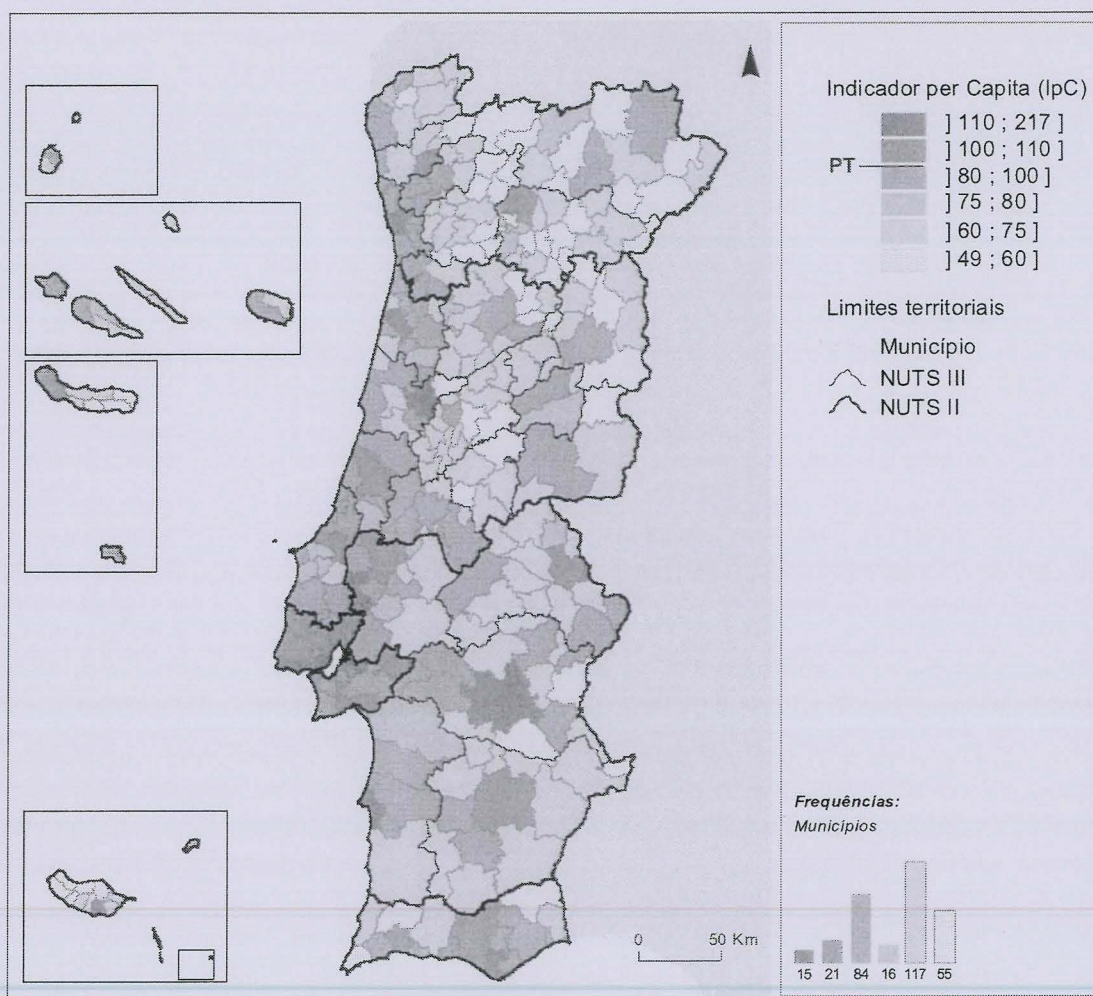 Indicador per Capita (IpC)
] 110 ; 217 ]
] 100 ; 110 ]
PT
] 80 ; 100 ]
] 75 ; 80 ]
] 60 ; 75 ]
] 49 ; 60 ]
Limites territoriais
Município
NUTS III
NUTS II
Frequências:
Municípios
15 21 84 16 117 55
0 50 Km